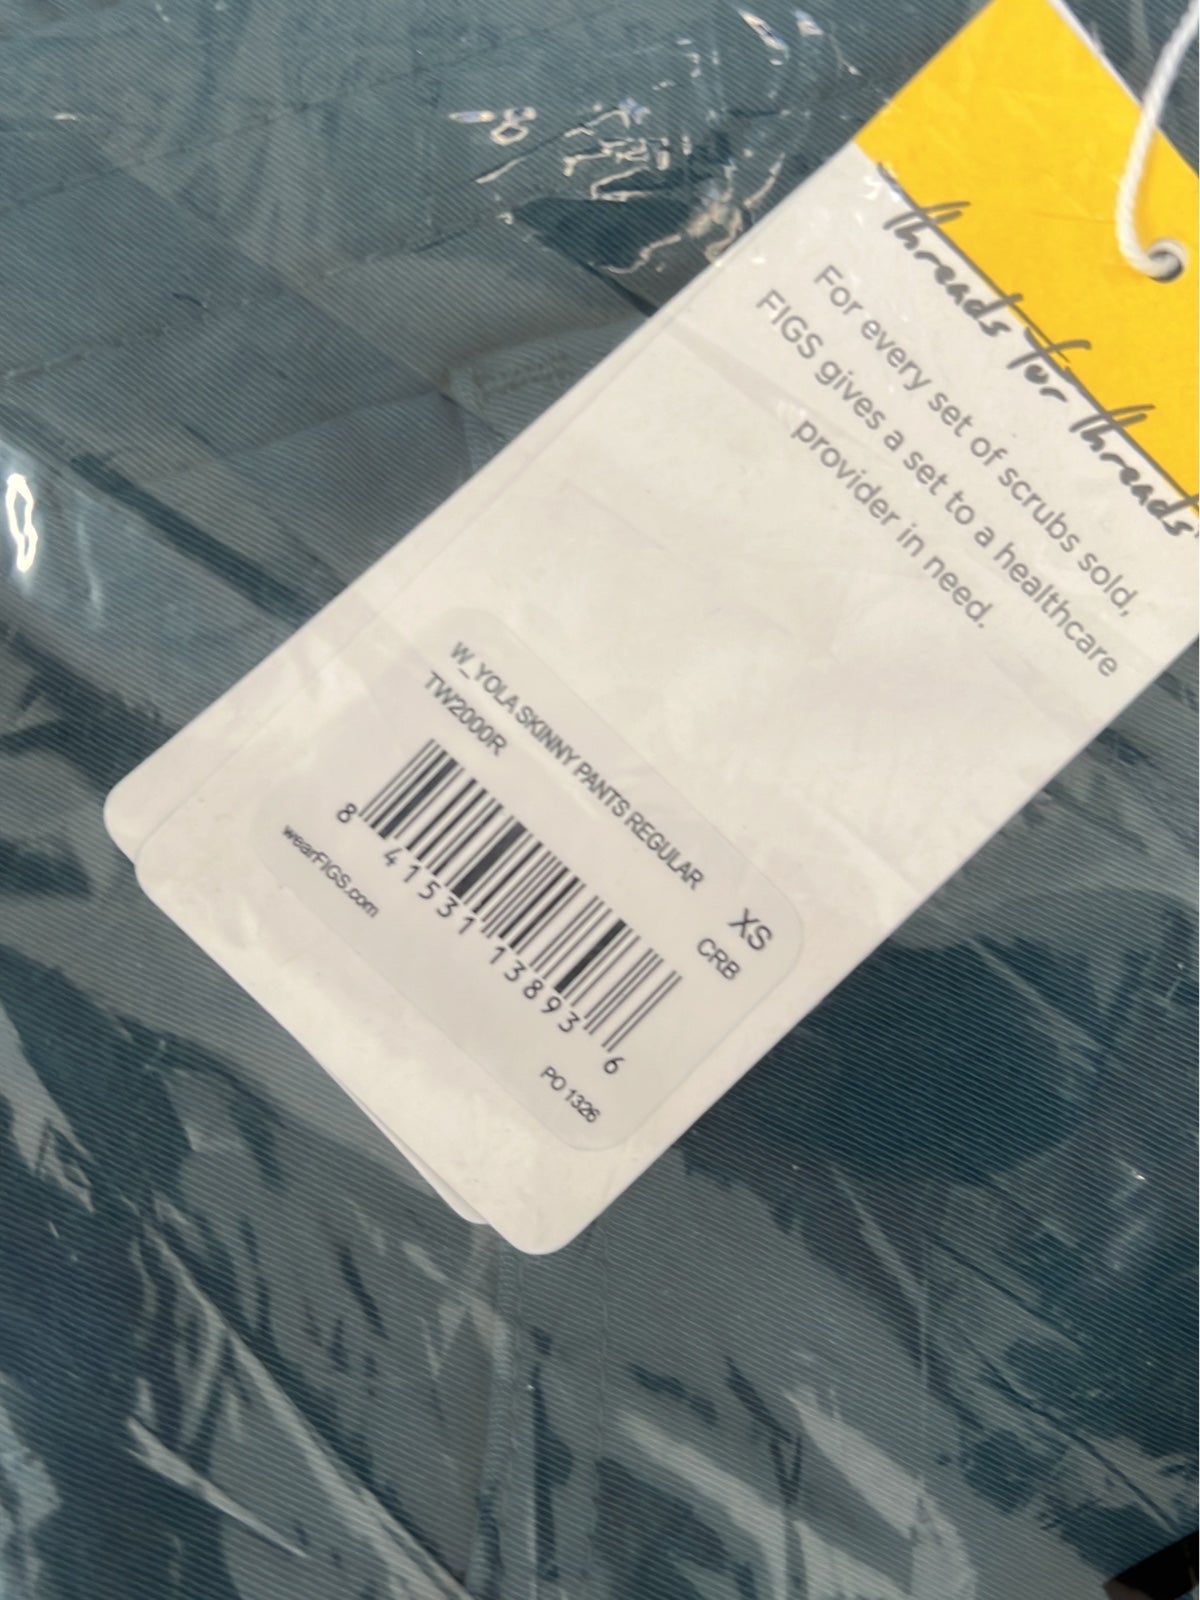 threads for threads
For every set of scrubs sold,
FIGS gives a set to a healthcare
provider in need.
W_YOLA SKINNY PANTS REGULAR
TW2000R
XS
CRB
8 41531 13893 6
wearFIGS.com
PO 1326